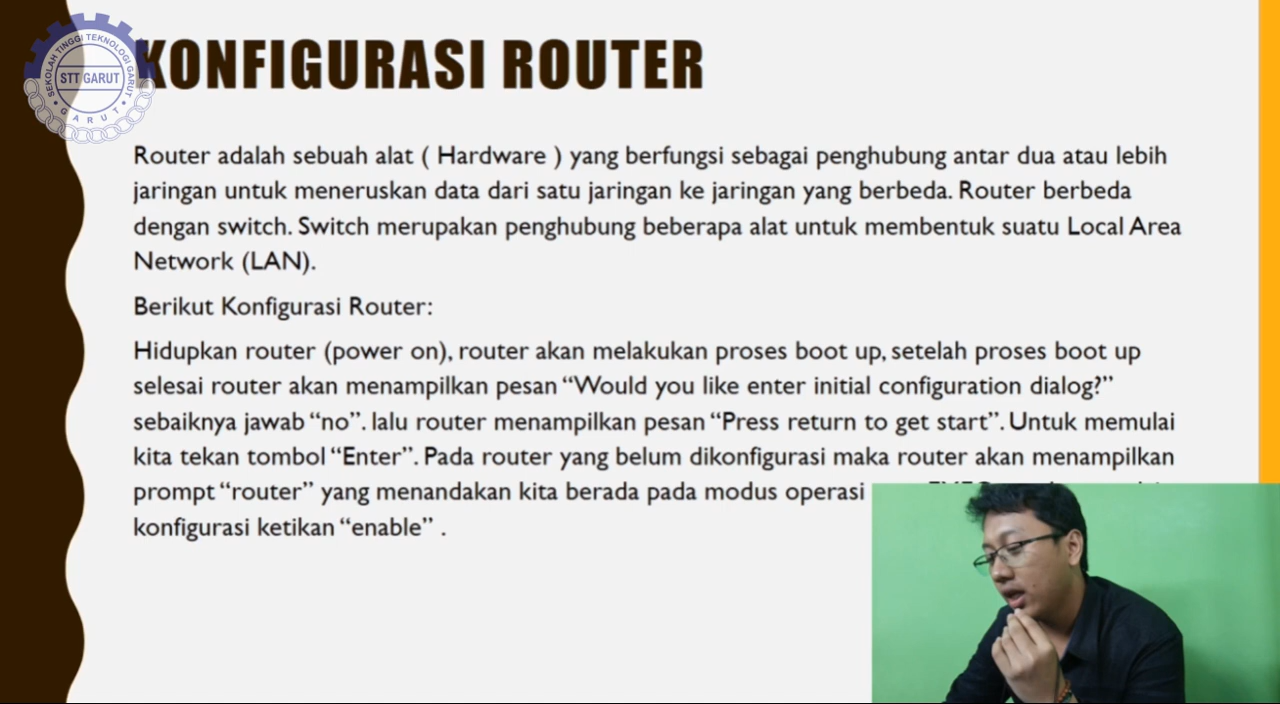 SEKOLAH TINGGI TEKNOLOGI GARUT
STT GARUT
GARUT
KONFIGURASI ROUTER
Router adalah sebuah alat ( Hardware ) yang berfungsi sebagai penghubung antar dua atau lebih
jaringan untuk meneruskan data dari satu jaringan ke jaringan yang berbeda. Router berbeda
dengan switch. Switch merupakan penghubung beberapa alat untuk membentuk suatu Local Area
Network (LAN).
Berikut Konfigurasi Router:
Hidupkan router (power on), router akan melakukan proses boot up, setelah proses boot up
selesai router akan menampilkan pesan “Would you like enter initial configuration dialog?”
sebaiknya jawab “no”. lalu router menampilkan pesan “Press return to get start”. Untuk memulai
kita tekan tombol “Enter”. Pada router yang belum dikonfigurasi maka router akan menampilkan
prompt “router” yang menandakan kita berada pada modus operasi
konfigurasi ketikan “enable” .